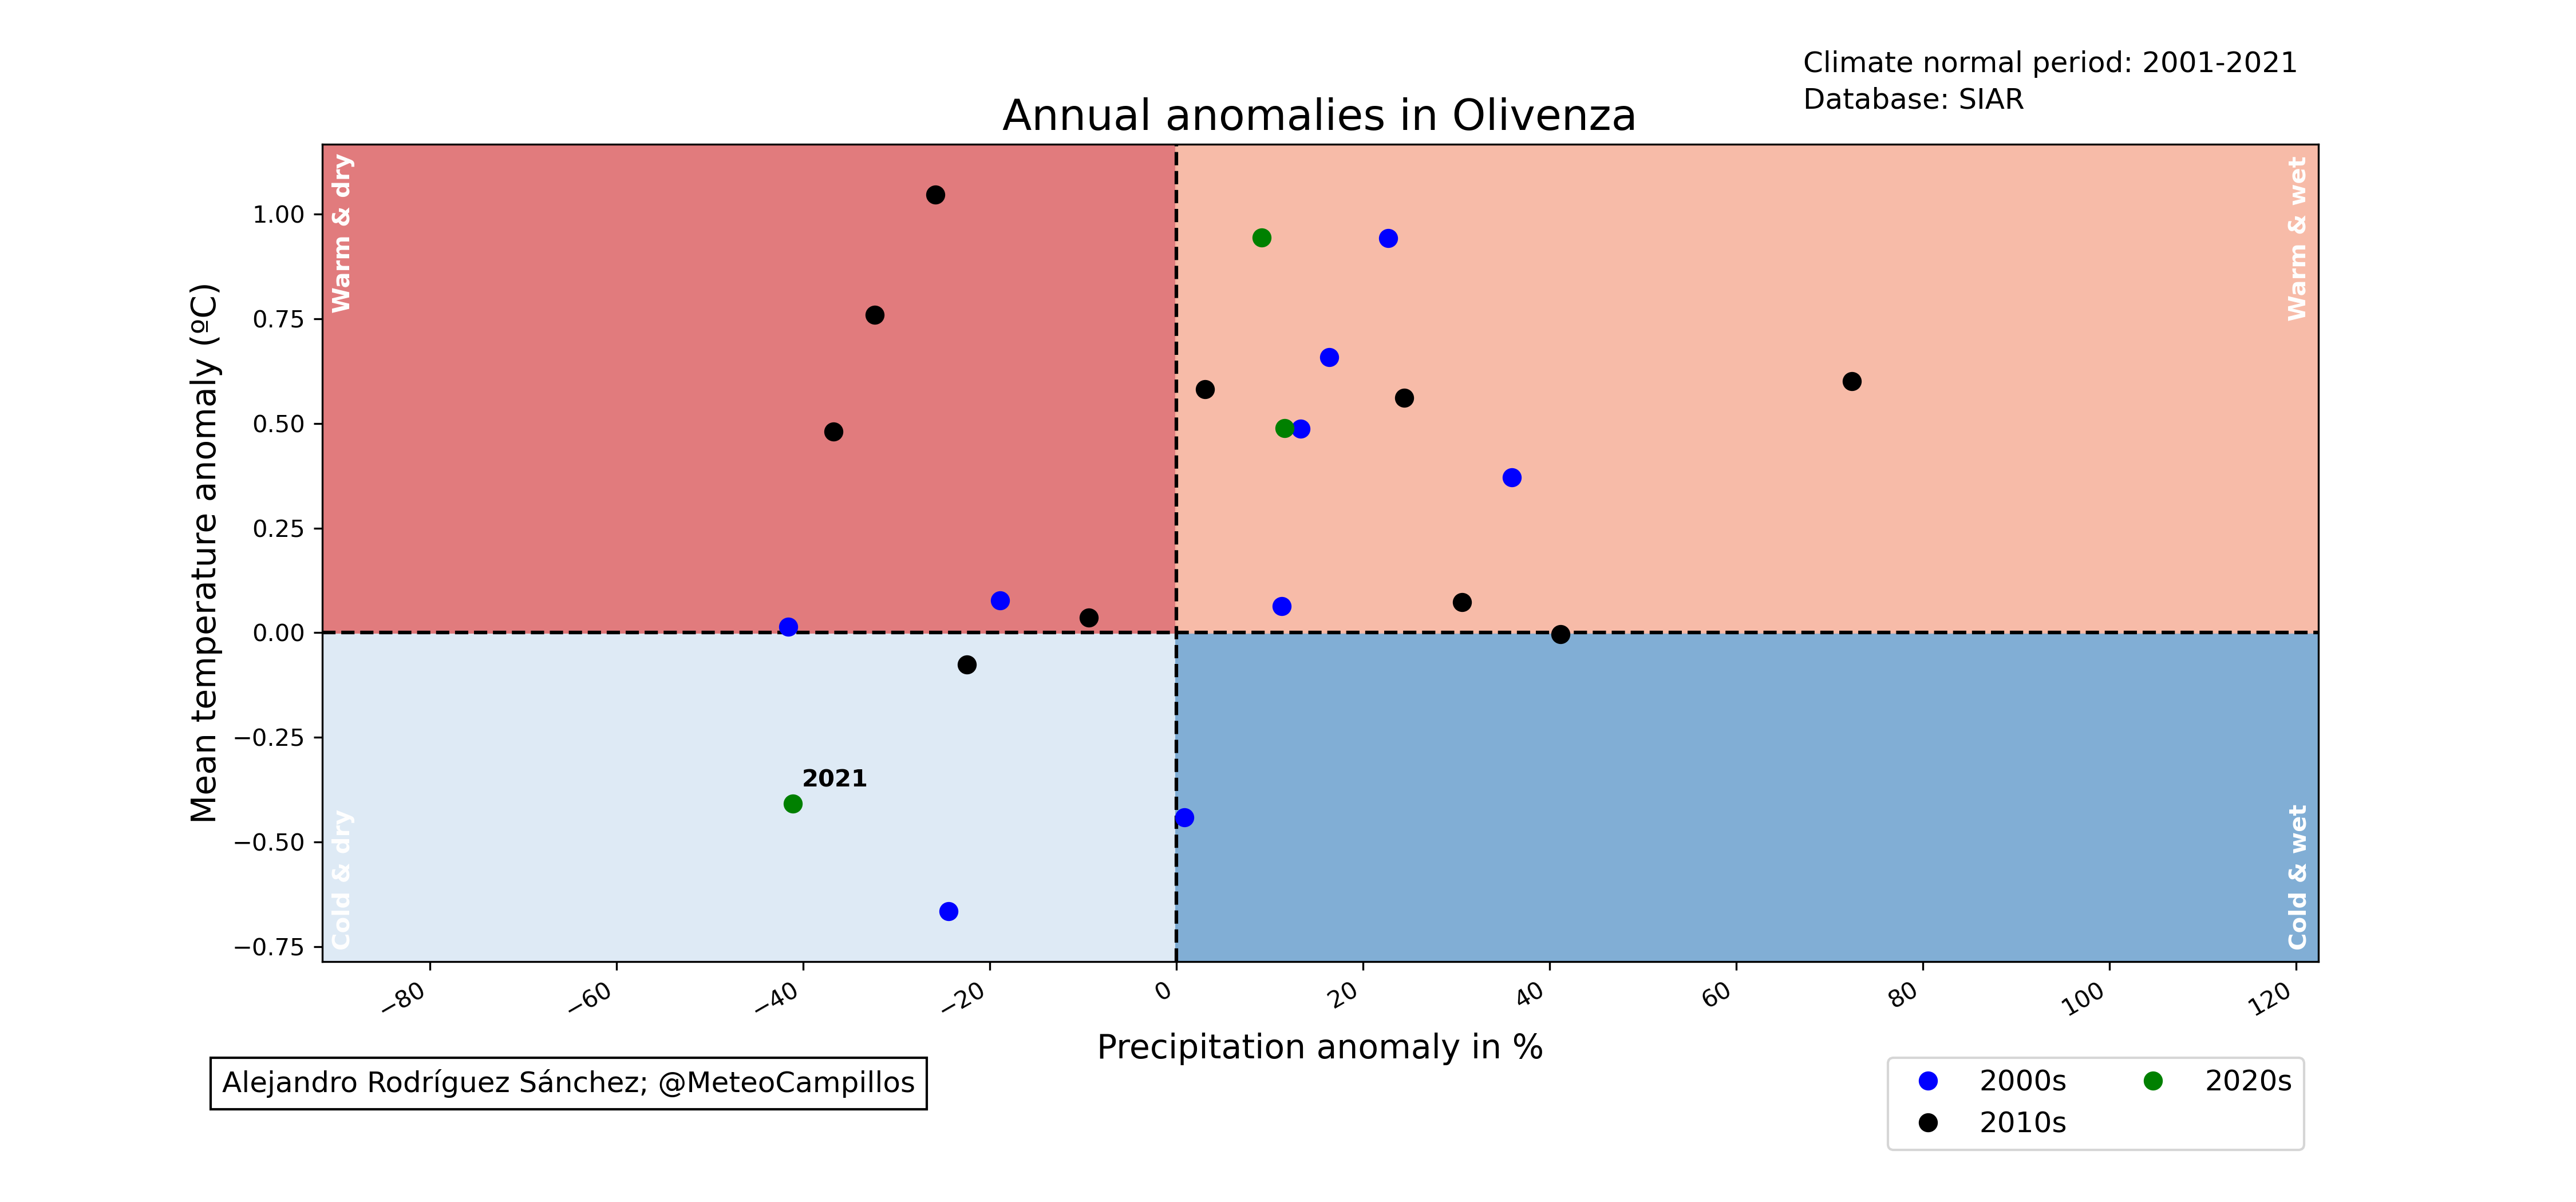 Climate normal period: 2001-2021
Database: SIAR
Annual anomalies in Olivenza
Warm & dry
Warm & wet
Mean temperature anomaly (ºC)
1.00
0.75
0.50
0.25
0.00
−0.25
−0.50
−0.75
2021
Cold & dry
Cold & wet
−80
−60
−40
−20
0
20
40
60
80
100
120
Precipitation anomaly in %
Alejandro Rodríguez Sánchez; @MeteoCampillos
2000s
2010s
2020s